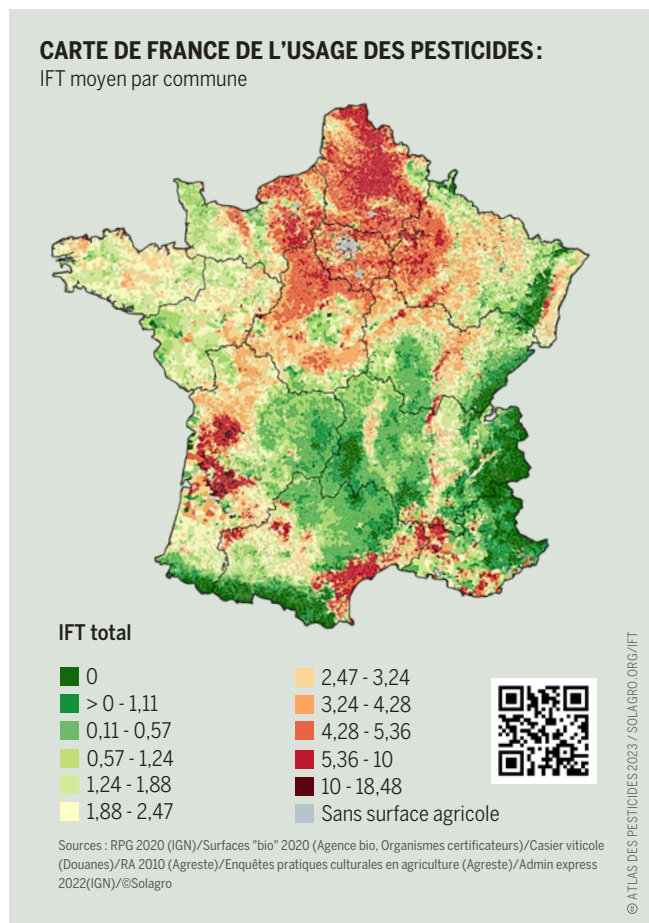 CARTE DE FRANCE DE L'USAGE DES PESTICIDES :
IFT moyen par commune
IFT total
0
> 0 - 1,11
0,11 - 0,57
0,57 - 1,24
1,24 - 1,88
1,88 - 2,47
2,47 - 3,24
3,24 - 4,28
4,28 - 5,36
5,36 - 10
10 - 18,48
Sans surface agricole
Sources : RPG 2020 (IGN)/Surfaces "bio" 2020 (Agence bio, Organismes certificateurs)/Casier viticole
(Douanes)/RA 2010 (Agreste)/Enquêtes pratiques culturales en agriculture (Agreste)/Admin express
2022(IGN)/©Solagro
ATLAS DES PESTICIDES 2023 / SOLAGRO.ORG/IFT